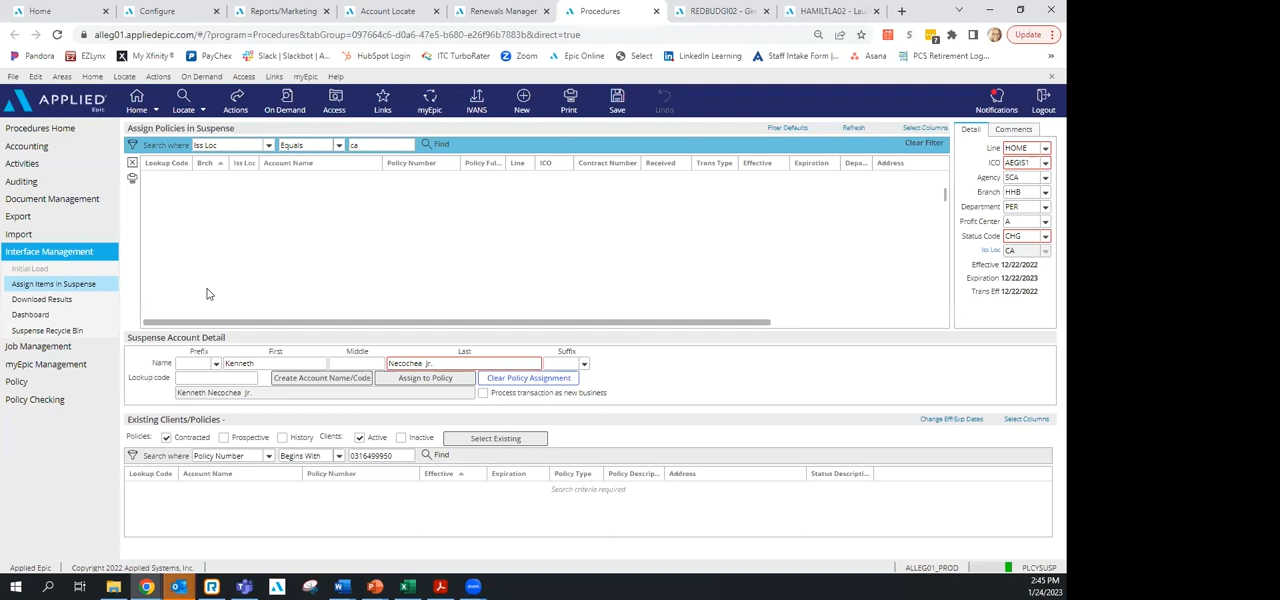 Home
Configure
Reports/Marketing
Account Locate
Renewals Manager
Procedures
REDBUDGI02 - Gin
HAMILTLA02 - Lau
alleg01.appliedepic.com/#/?program=Procedures&tabGroup=097664c6-d0a6-47e5-b680-e26f96b7883b&direct=true
Update
Pandora
EZLynx
My Xfinity®
PayCheX
Slack | Slackbot | A...
HubSpot Login
ITC TurboRater
Zoom
Epic Online
Select
LinkedIn Learning
Staff Intake Form |...
Asana
PCS Retirement Log...
File Edit Areas Home Locate Actions On Demand Access Links myEpic Help
APPLIED
Epic
Home
Locate
Actions
On Demand
Access
Links
myEpic
IVANS
New
Print
Save
Undo
Notifications
Logout
Procedures Home
Accounting
Activities
Auditing
Document Management
Export
Import
Interface Management
Initial Load
Assign Items in Suspense
Download Results
Dashboard
Suspense Recycle Bin
Job Management
myEpic Management
Policy
Policy Checking
Assign Policies in Suspense
Filter Defaults
Refresh
Select Columns
Search where Iss Loc Equals ca Find
Clear Filter
Lookup Code Brch Iss Loc Account Name Policy Number Policy Ful... Line ICO Contract Number Received Trans Type Effective Expiration Depa... Address
Detail Comments
Line HOME
ICO AEGIS1
Agency SCA
Branch HHB
Department PER
Profit Center A
Status Code CHG
Iss Loc CA
Effective 12/22/2022
Expiration 12/22/2023
Trans Eff 12/22/2022
Suspense Account Detail
Prefix First Middle Last Suffix
Name Kenneth Necochea Jr.
Lookup code Create Account Name/Code Assign to Policy Clear Policy Assignment
Kenneth Necochea Jr. Process transaction as new business
Existing Clients/Policies -
Change Eff/Exp Dates
Select Columns
Policies: Contracted Prospective History Clients: Active Inactive Select Existing
Search where Policy Number Begins With 0316499950 Find
Lookup Code Account Name Policy Number Effective Expiration Policy Type Policy Descrip... Address Status Descripti...
Search criteria required
Applied Epic
Copyright 2022 Applied Systems, Inc.
ALLEG01_PROD
PLCYSUSP
2:45 PM
1/24/2023